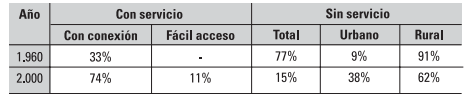 Año Con servicio Sin servicio
Con conexión Fácil acceso Total Urbano Rural
1.960 33% - 77% 9% 91%
2.000 74% 11% 15% 38% 62%